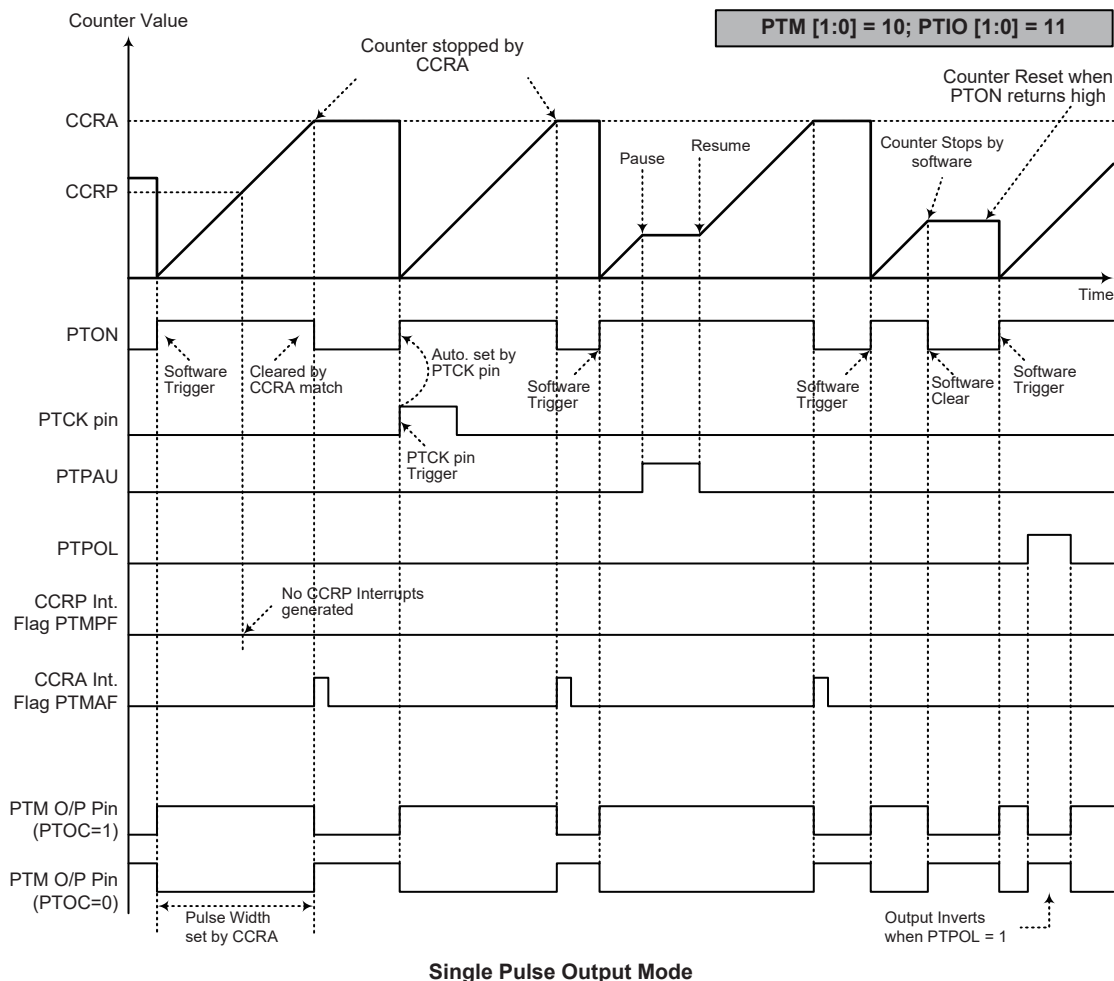 Counter Value
PTM [1:0] = 10; PTIO [1:0] = 11
Counter stopped by
CCRA
Counter Reset when
PTON returns high
CCRA
Pause
Resume
Counter Stops by
software
CCRP
Time
PTON
Software
Trigger
Cleared by
CCRA match
Auto. set by
PTCK pin
Software
Trigger
Software
Trigger
Software
Clear
Software
Trigger
PTCK pin
PTCK pin
Trigger
PTPAU
PTPOL
CCRP Int.
Flag PTMPF
No CCRP Interrupts
generated
CCRA Int.
Flag PTMAF
PTM O/P Pin
(PTOC=1)
PTM O/P Pin
(PTOC=0)
Pulse Width
set by CCRA
Output Inverts
when PTPOL = 1
Single Pulse Output Mode